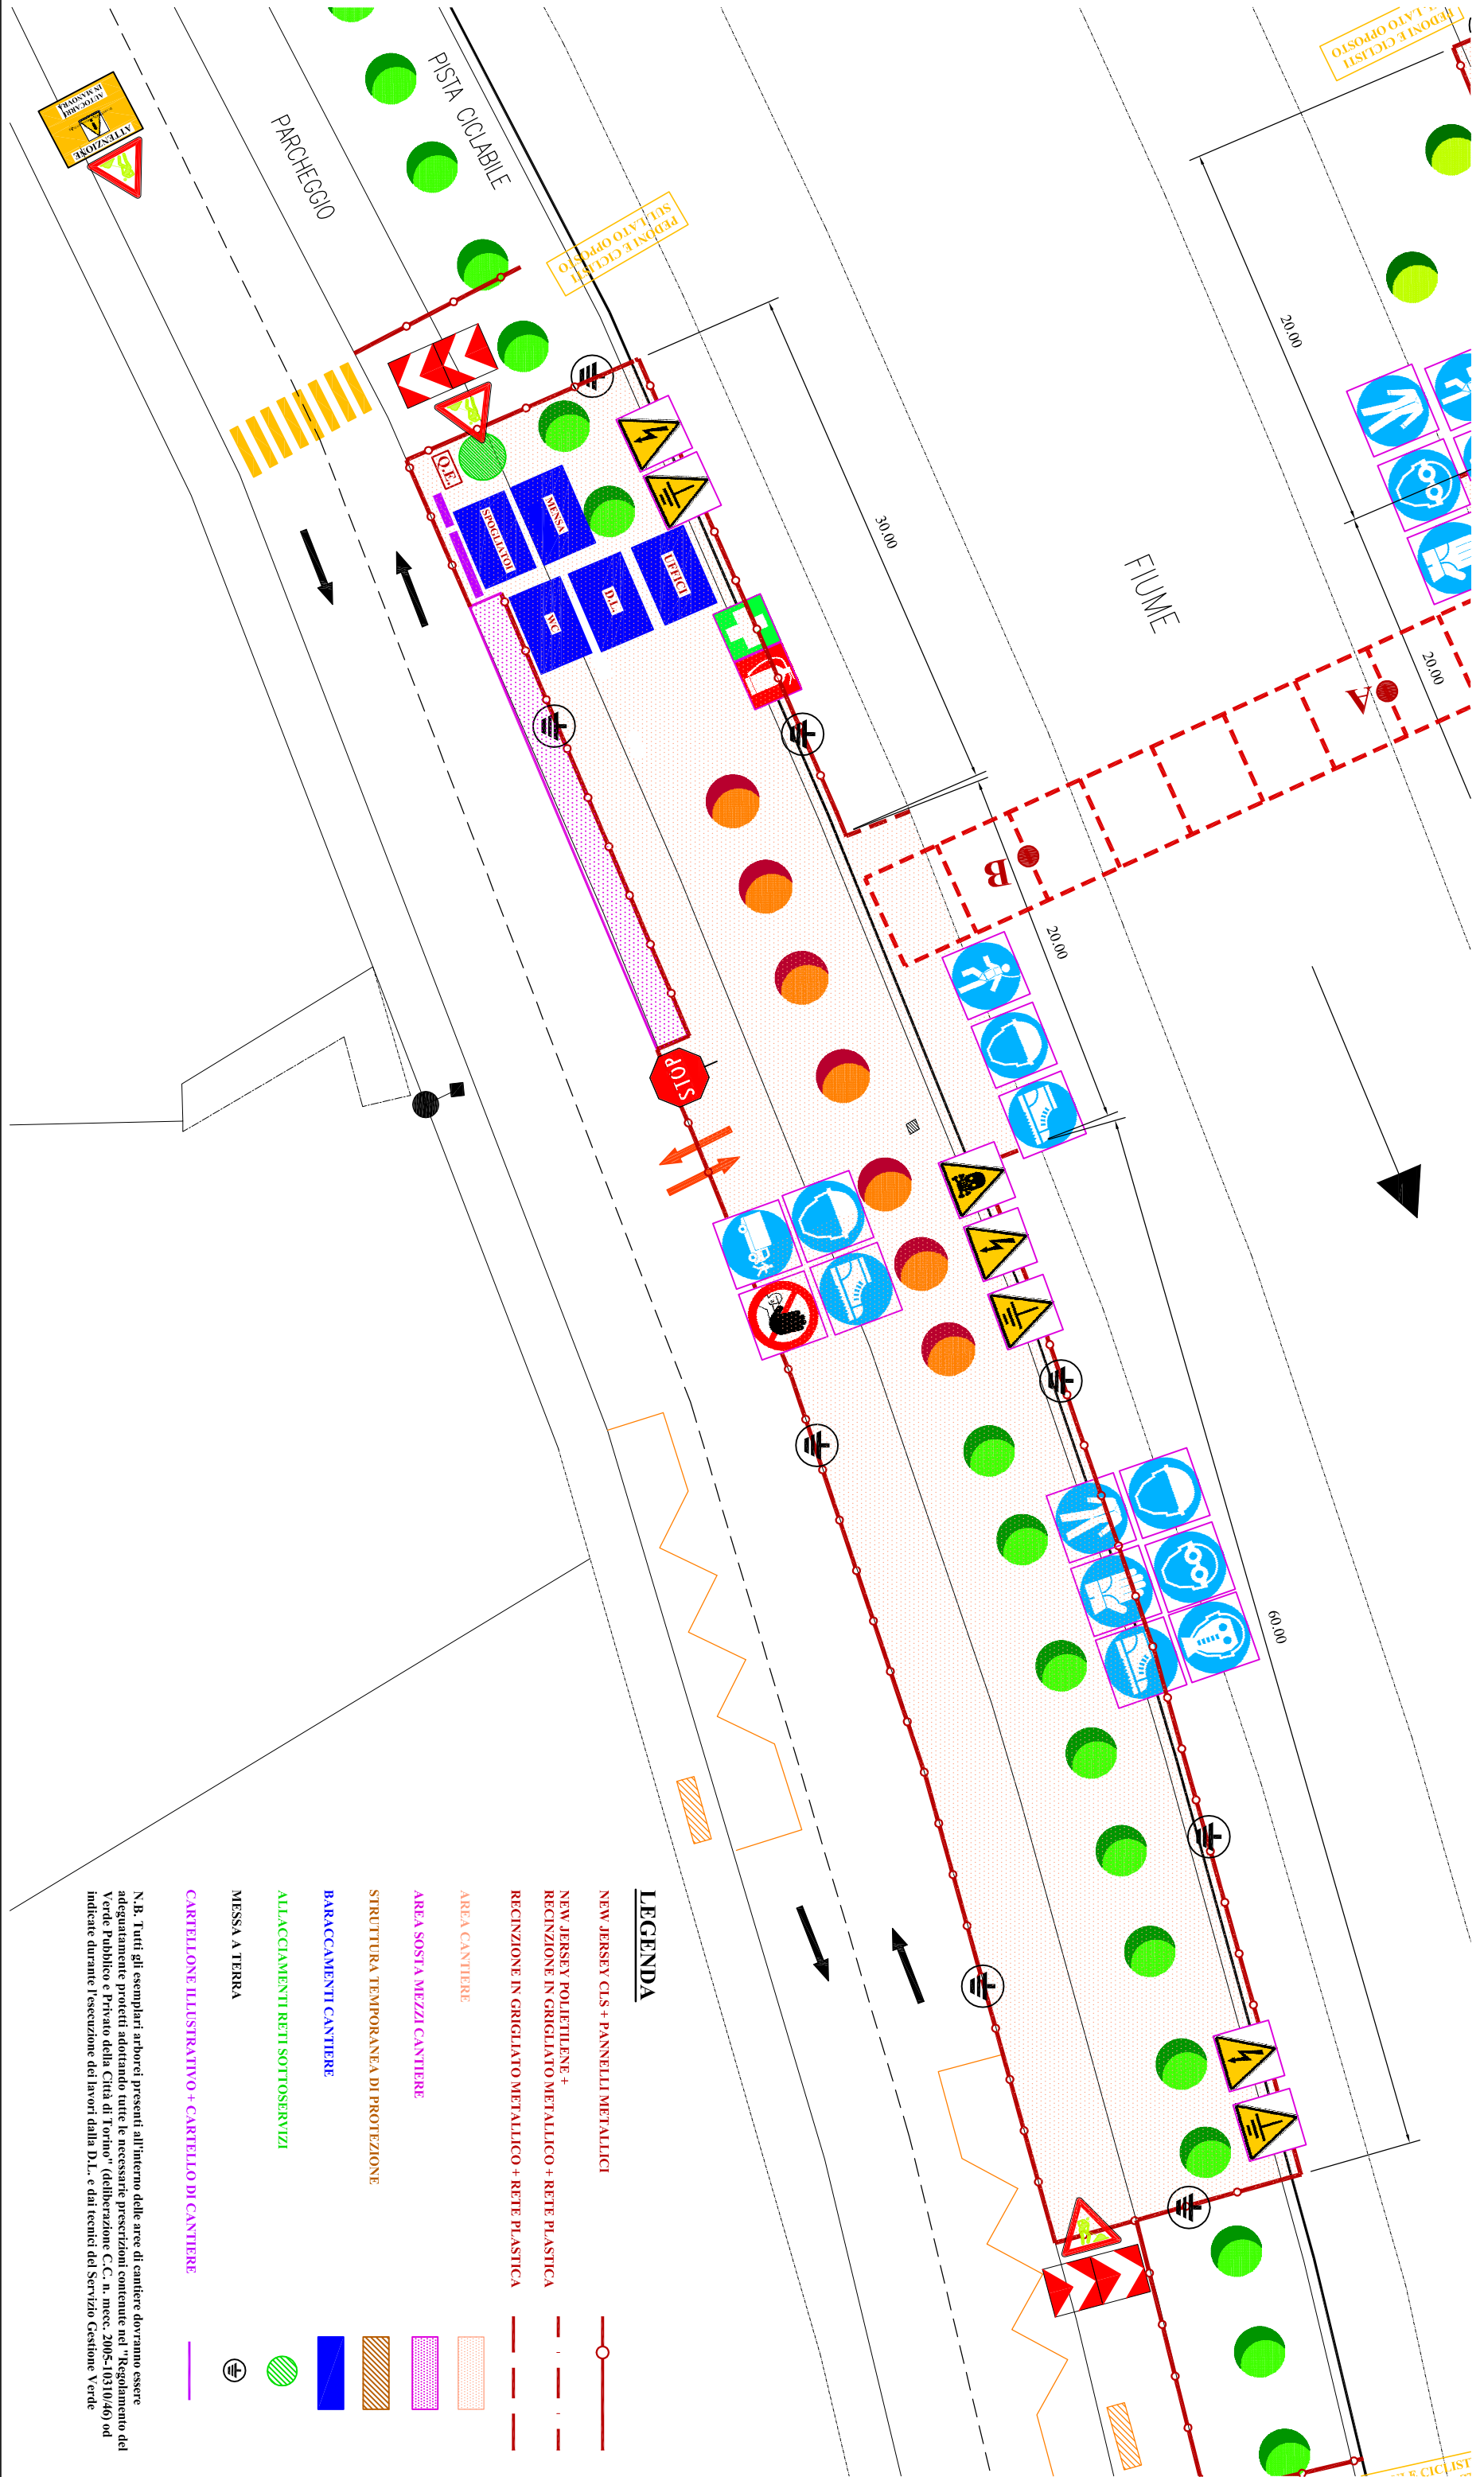 PEDONI E CICLISTI
SUL LATO OPPOSTO
ATTENZIONE
AUTOCARRI
IN MANOVRA
PARCHEGGIO
PISTA CICLABILE
PEDONI E CICLISTI
SUL LATO OPPOSTO
20.00
30.00
FIUME
20.00
A
B
20.00
Q.E.
SPOGLIATOI
MENSA
WC
D.L.
UFFICI
STOP
60.00
LEGENDA
NEW JERSEY CLS + PANNELLI METALLICI
NEW JERSEY POLIETILENE +
RECINZIONE IN GRIGLIATO METALLICO + RETE PLASTICA
RECINZIONE IN GRIGLIATO METALLICO + RETE PLASTICA
AREA CANTIERE
AREA SOSTA MEZZI CANTIERE
STRUTTURA TEMPORANEA DI PROTEZIONE
BARACCAMENTI CANTIERE
ALLACCIAMENTI RETI SOTTOSERVIZI
MESSA A TERRA
CARTELLONE ILLUSTRATIVO + CARTELLO DI CANTIERE
N.B. Tutti gli esemplari arborei presenti all'interno delle aree di cantiere dovranno essere
adeguatamente protetti adottando tutte le necessarie prescrizioni contenute nel "Regolamento del
Verde Pubblico e Privato della Città di Torino" (deliberazione C.C. n. mecc. 2005-10310/46) od
indicate durante l'esecuzione dei lavori dalla D.L. e dai tecnici del Servizio Gestione Verde
E CICLIST